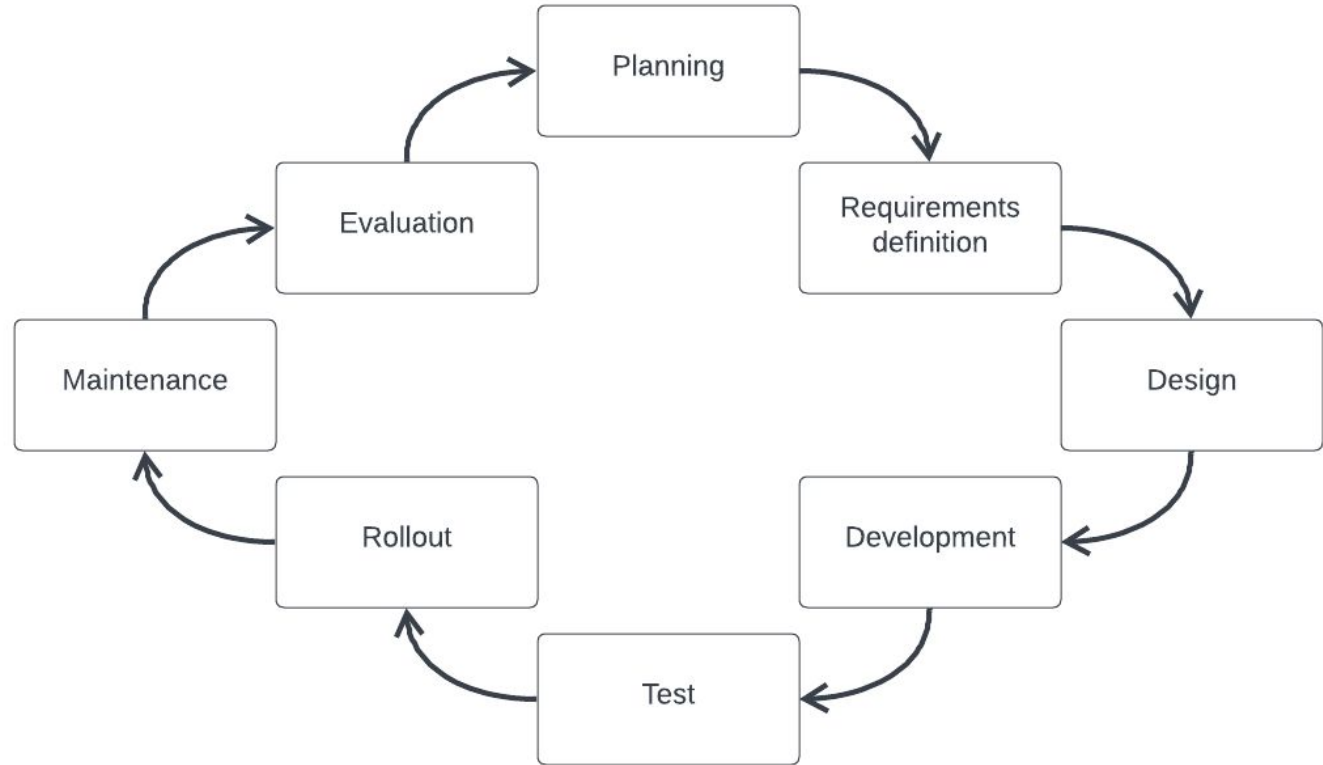 Planning
Requirements
definition
Design
Development
Test
Rollout
Maintenance
Evaluation